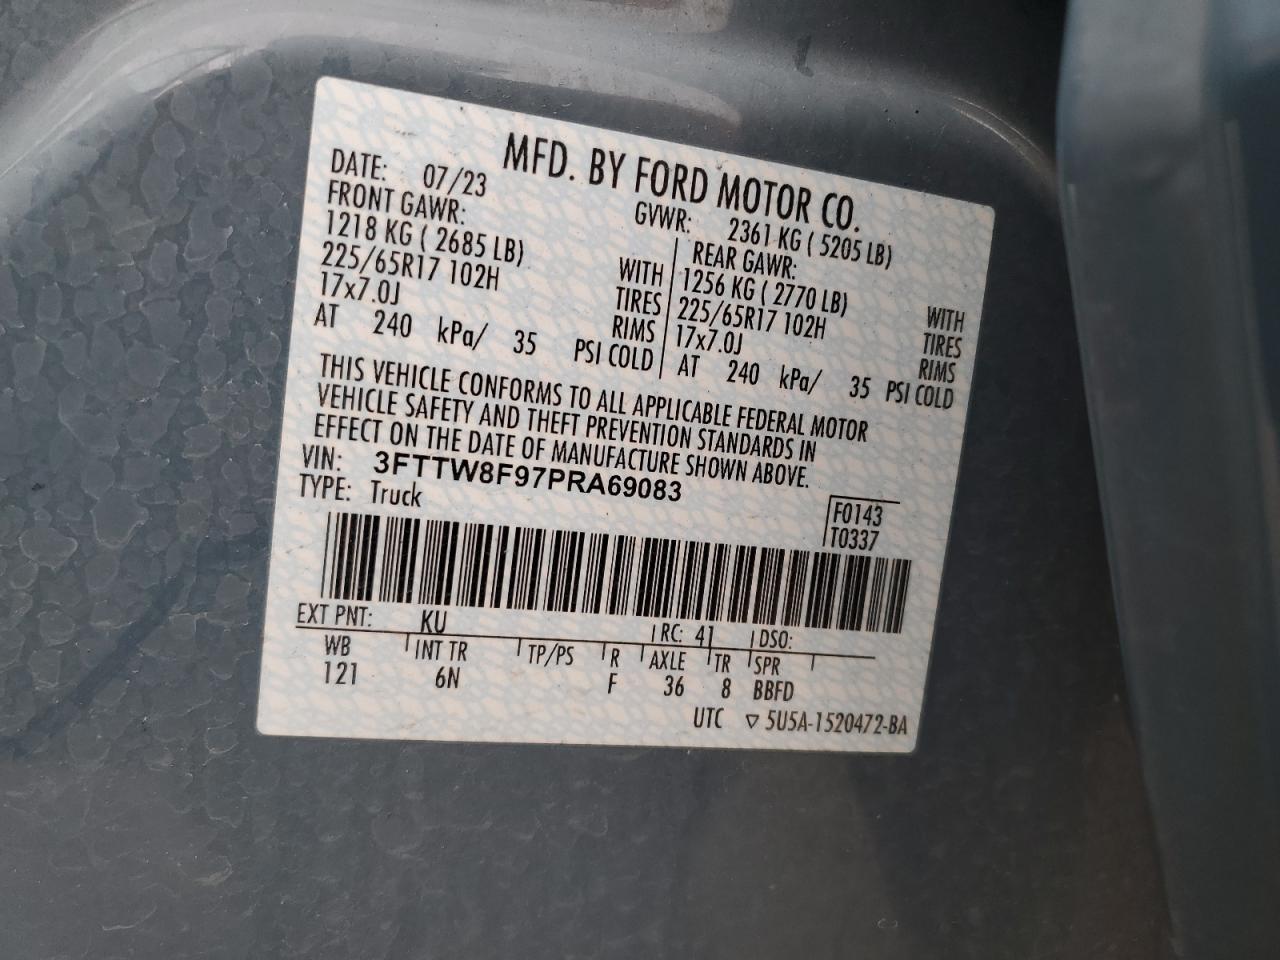 MFD. BY FORD MOTOR CO.
DATE: 07/23 GVWR: 2361 KG ( 5205 LB)
FRONT GAWR: REAR GAWR:
1218 KG ( 2685 LB) WITH 1256 KG ( 2770 LB) WITH
225/65R17 102H TIRES 225/65R17 102H TIRES
17x7.0J RIMS 17x7.0J RIMS
AT 240 kPa/ 35 PSI COLD AT 240 kPa/ 35 PSI COLD
THIS VEHICLE CONFORMS TO ALL APPLICABLE FEDERAL MOTOR
VEHICLE SAFETY AND THEFT PREVENTION STANDARDS IN
EFFECT ON THE DATE OF MANUFACTURE SHOWN ABOVE.
VIN: 3FTTW8F97PRA69083
TYPE: Truck
F0143
T0337
EXT PNT: KU RC: 41 DSO:
WB INT TR TP/PS R AXLE TR SPR
121 6N F 36 8 BBFD
UTC ▽ 5U5A-1520472-BA